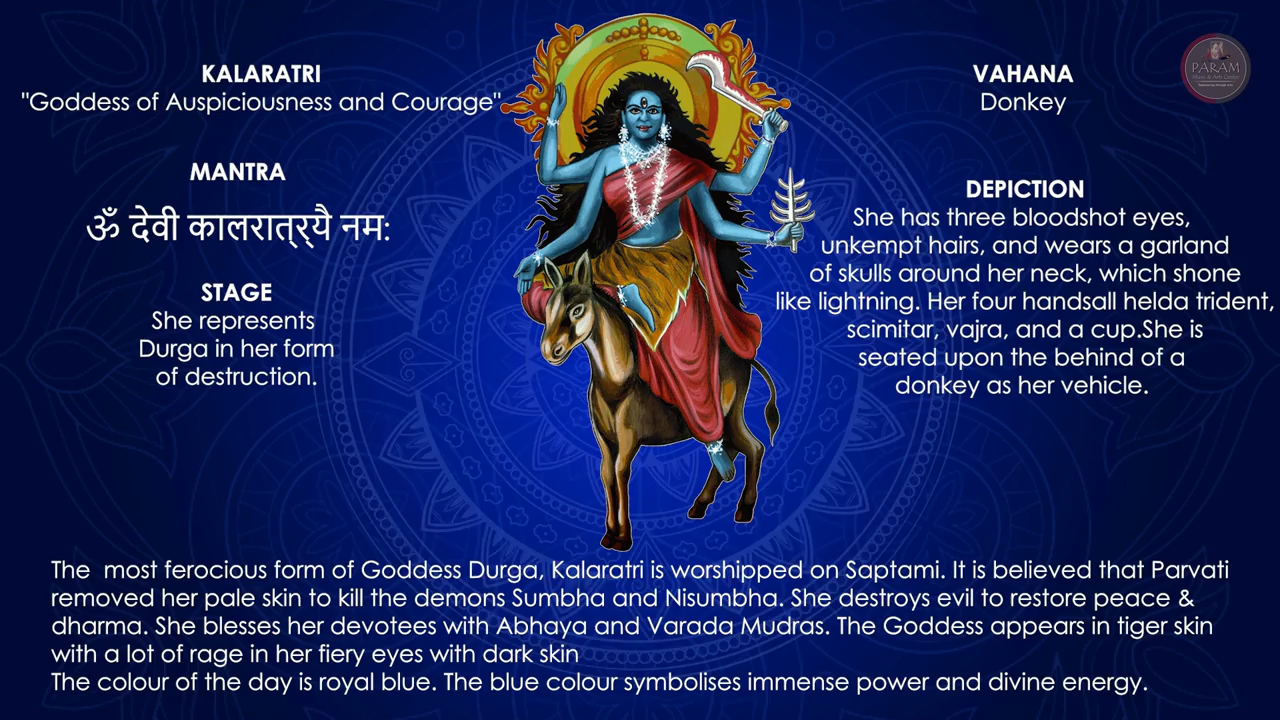 KALARATRI
"Goddess of Auspiciousness and Courage"
MANTRA
ॐ देवी कालरात्र्यै नम:
STAGE
She represents
Durga in her form
of destruction.
PARAM
Music & Arts Centre
VAHANA
Donkey
DEPICTION
She has three bloodshot eyes,
unkempt hairs, and wears a garland
of skulls around her neck, which shone
like lightning. Her four handsall helda trident,
scimitar, vajra, and a cup.She is
seated upon the behind of a
donkey as her vehicle.
The  most ferocious form of Goddess Durga, Kalaratri is worshipped on Saptami. It is believed that Parvati
removed her pale skin to kill the demons Sumbha and Nisumbha. She destroys evil to restore peace &
dharma. She blesses her devotees with Abhaya and Varada Mudras. The Goddess appears in tiger skin
with a lot of rage in her fiery eyes with dark skin
The colour of the day is royal blue. The blue colour symbolises immense power and divine energy.